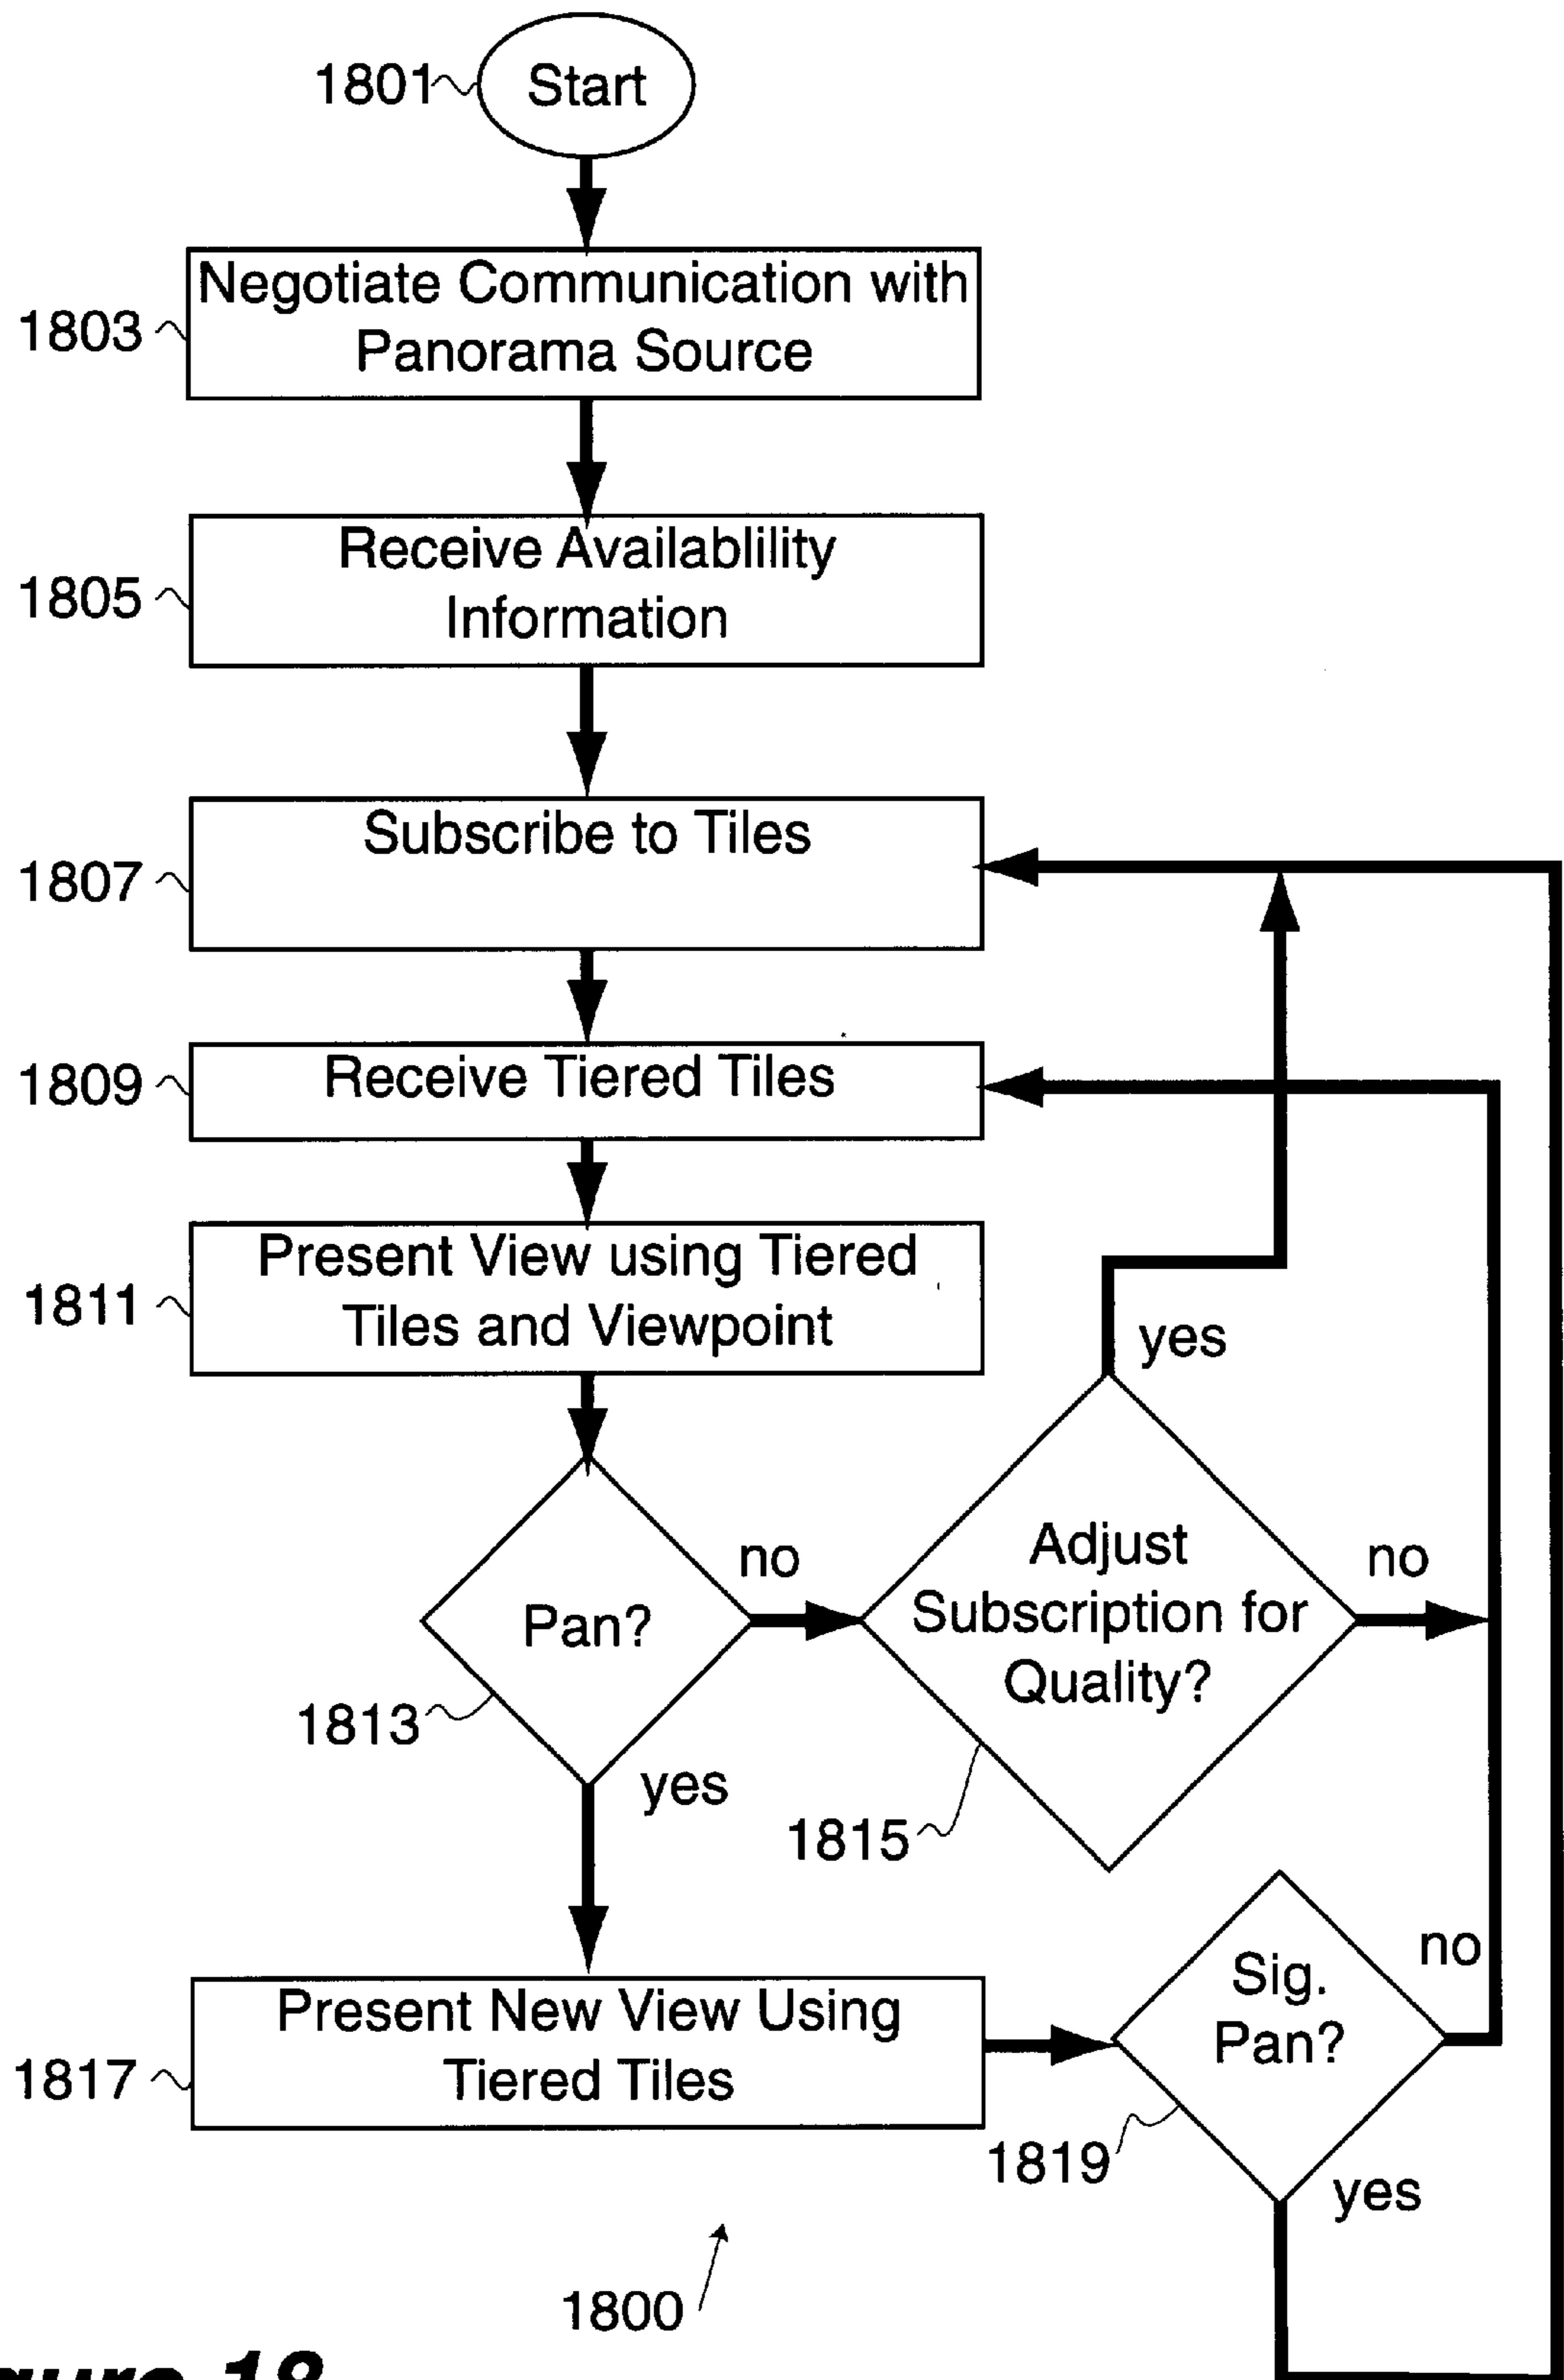 1801
Start
Negotiate Communication with
Panorama Source
1803
Receive Availablility
Information
1805
Subscribe to Tiles
1807
Receive Tiered Tiles
1809
Present View using Tiered
Tiles and Viewpoint
1811
yes
Pan?
no
Adjust
Subscription for
Quality?
no
1813
yes
1815
Present New View Using
Tiered Tiles
1817
Sig.
Pan?
no
1819
yes
1800